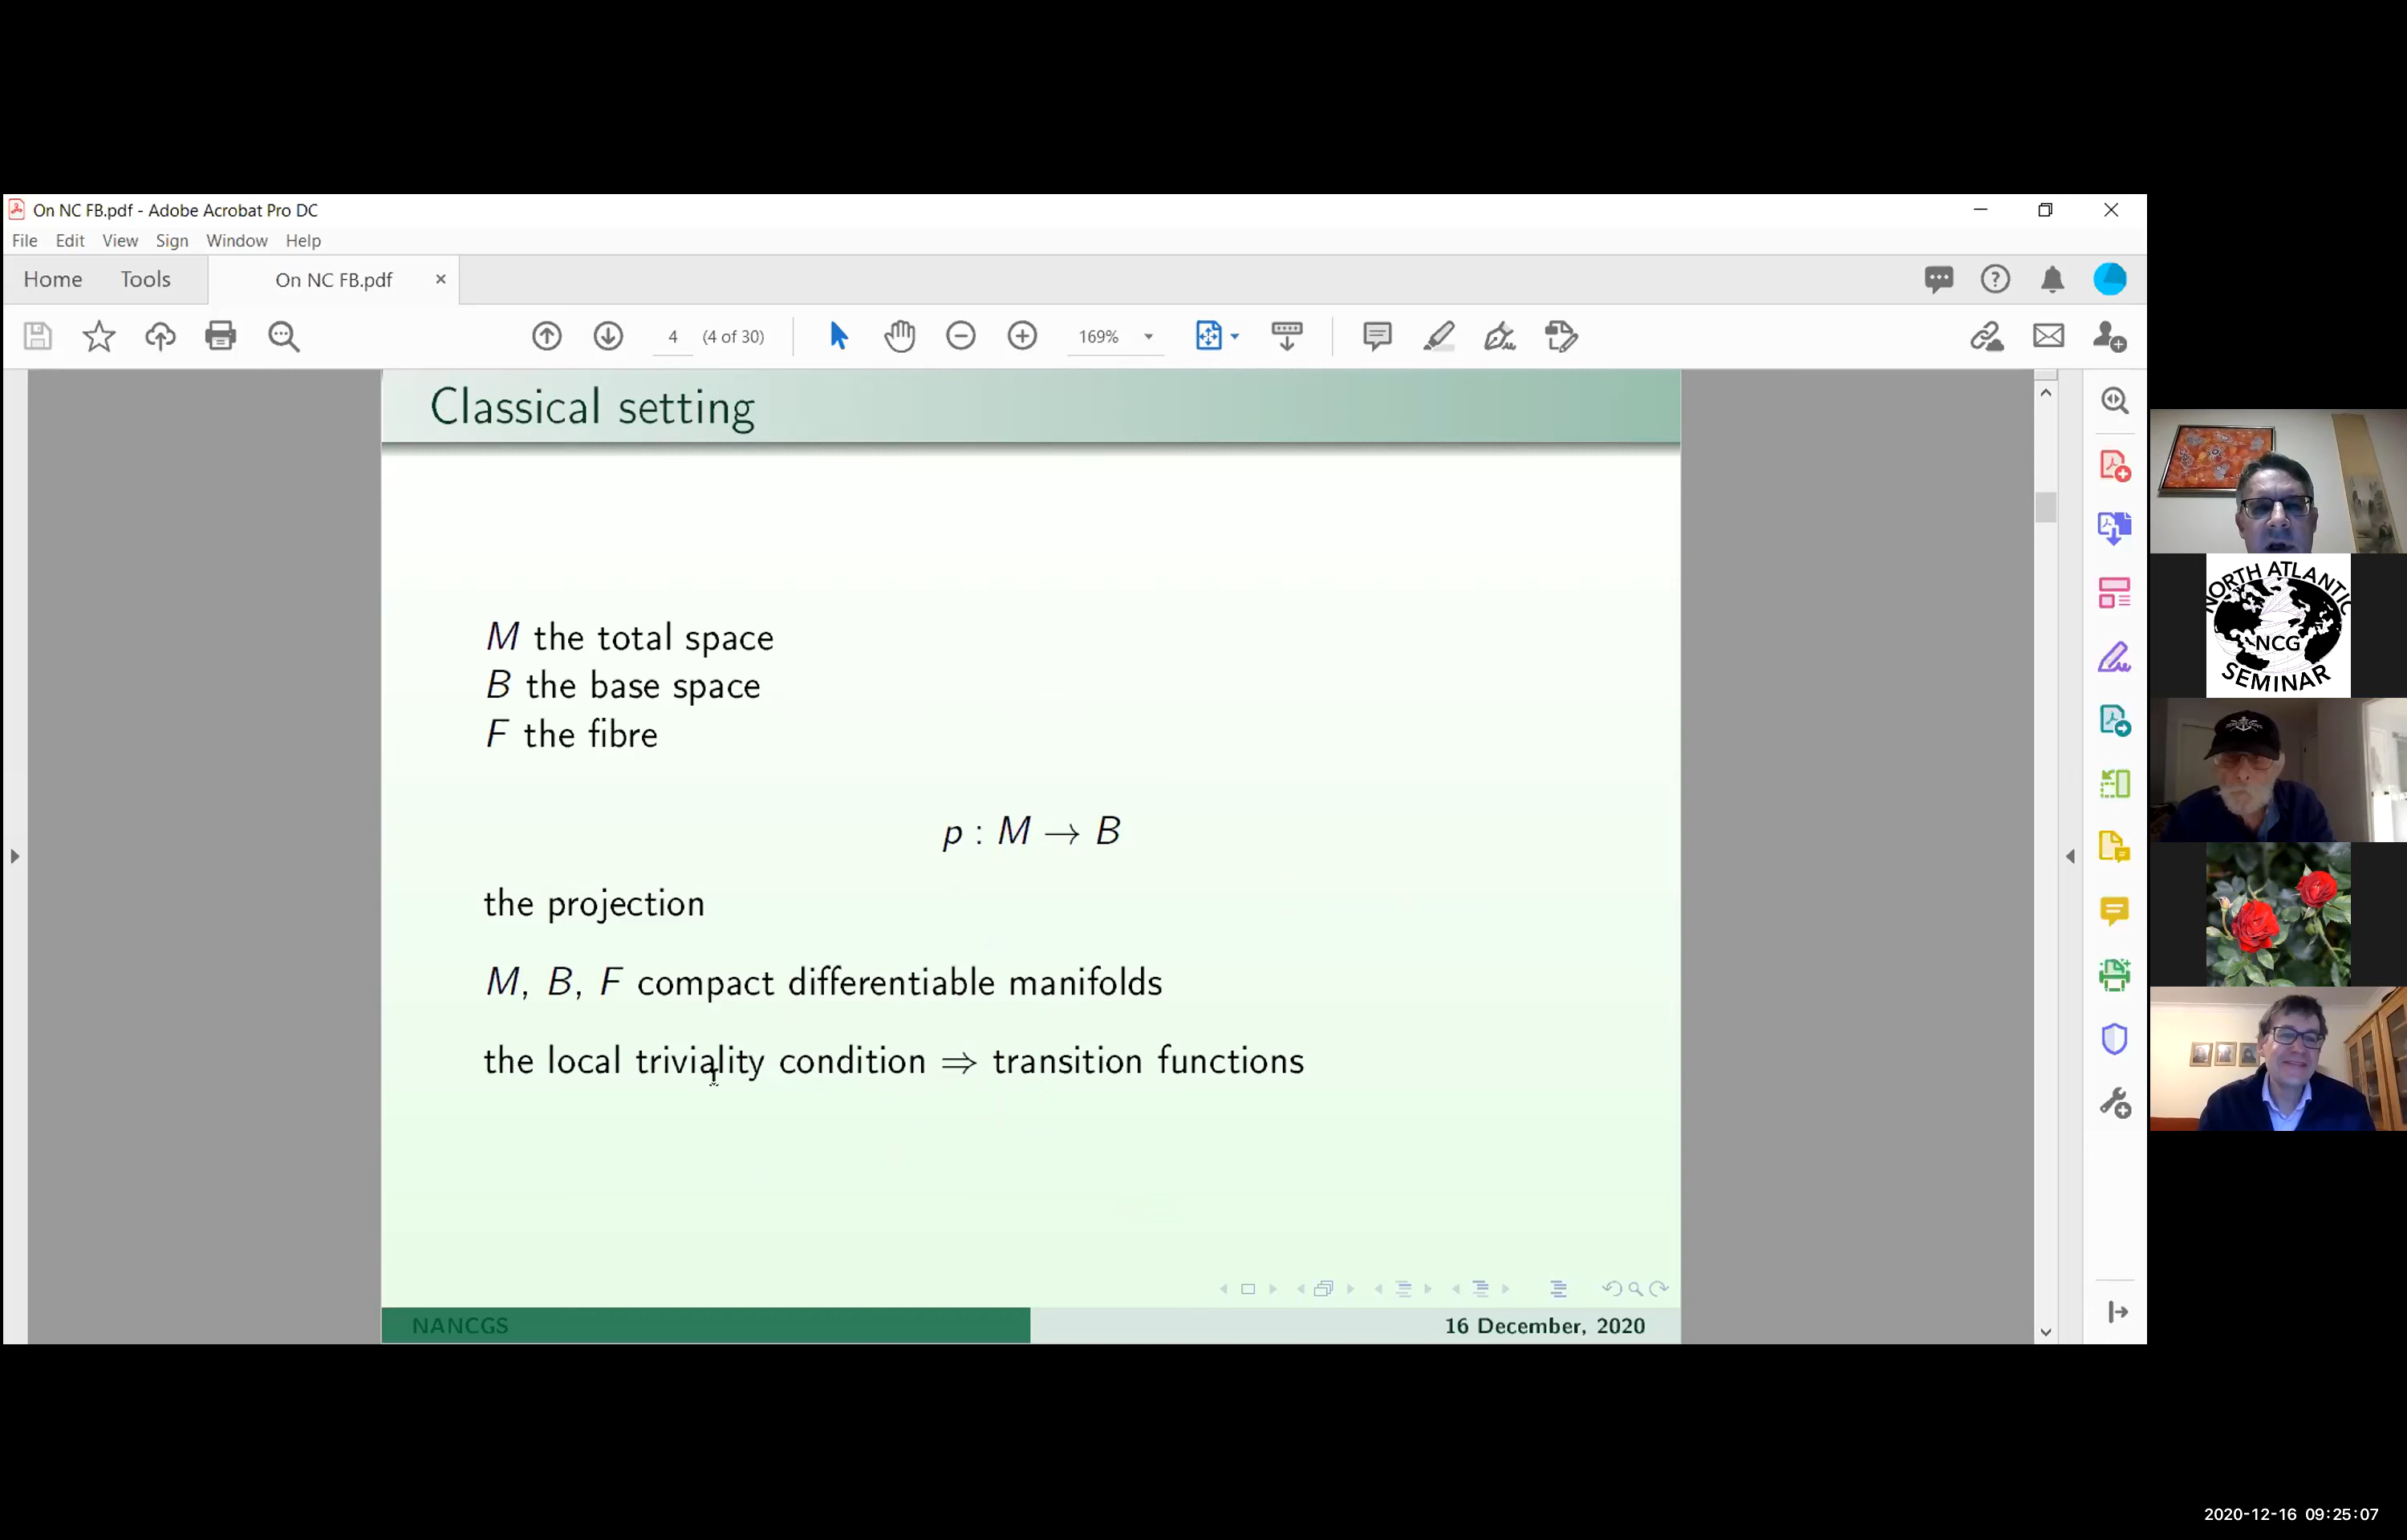 On NC FB.pdf - Adobe Acrobat Pro DC
File Edit View Sign Window Help
Home Tools On NC FB.pdf
4 (4 of 30) 169%
Classical setting
M the total space
B the base space
F the fibre
p : M → B
the projection
M, B, F compact differentiable manifolds
the local triviality condition ⇒ transition functions
NANCGS 16 December, 2020
NORTH ATLANTIC
NCG
SEMINAR
2020-12-16 09:25:07